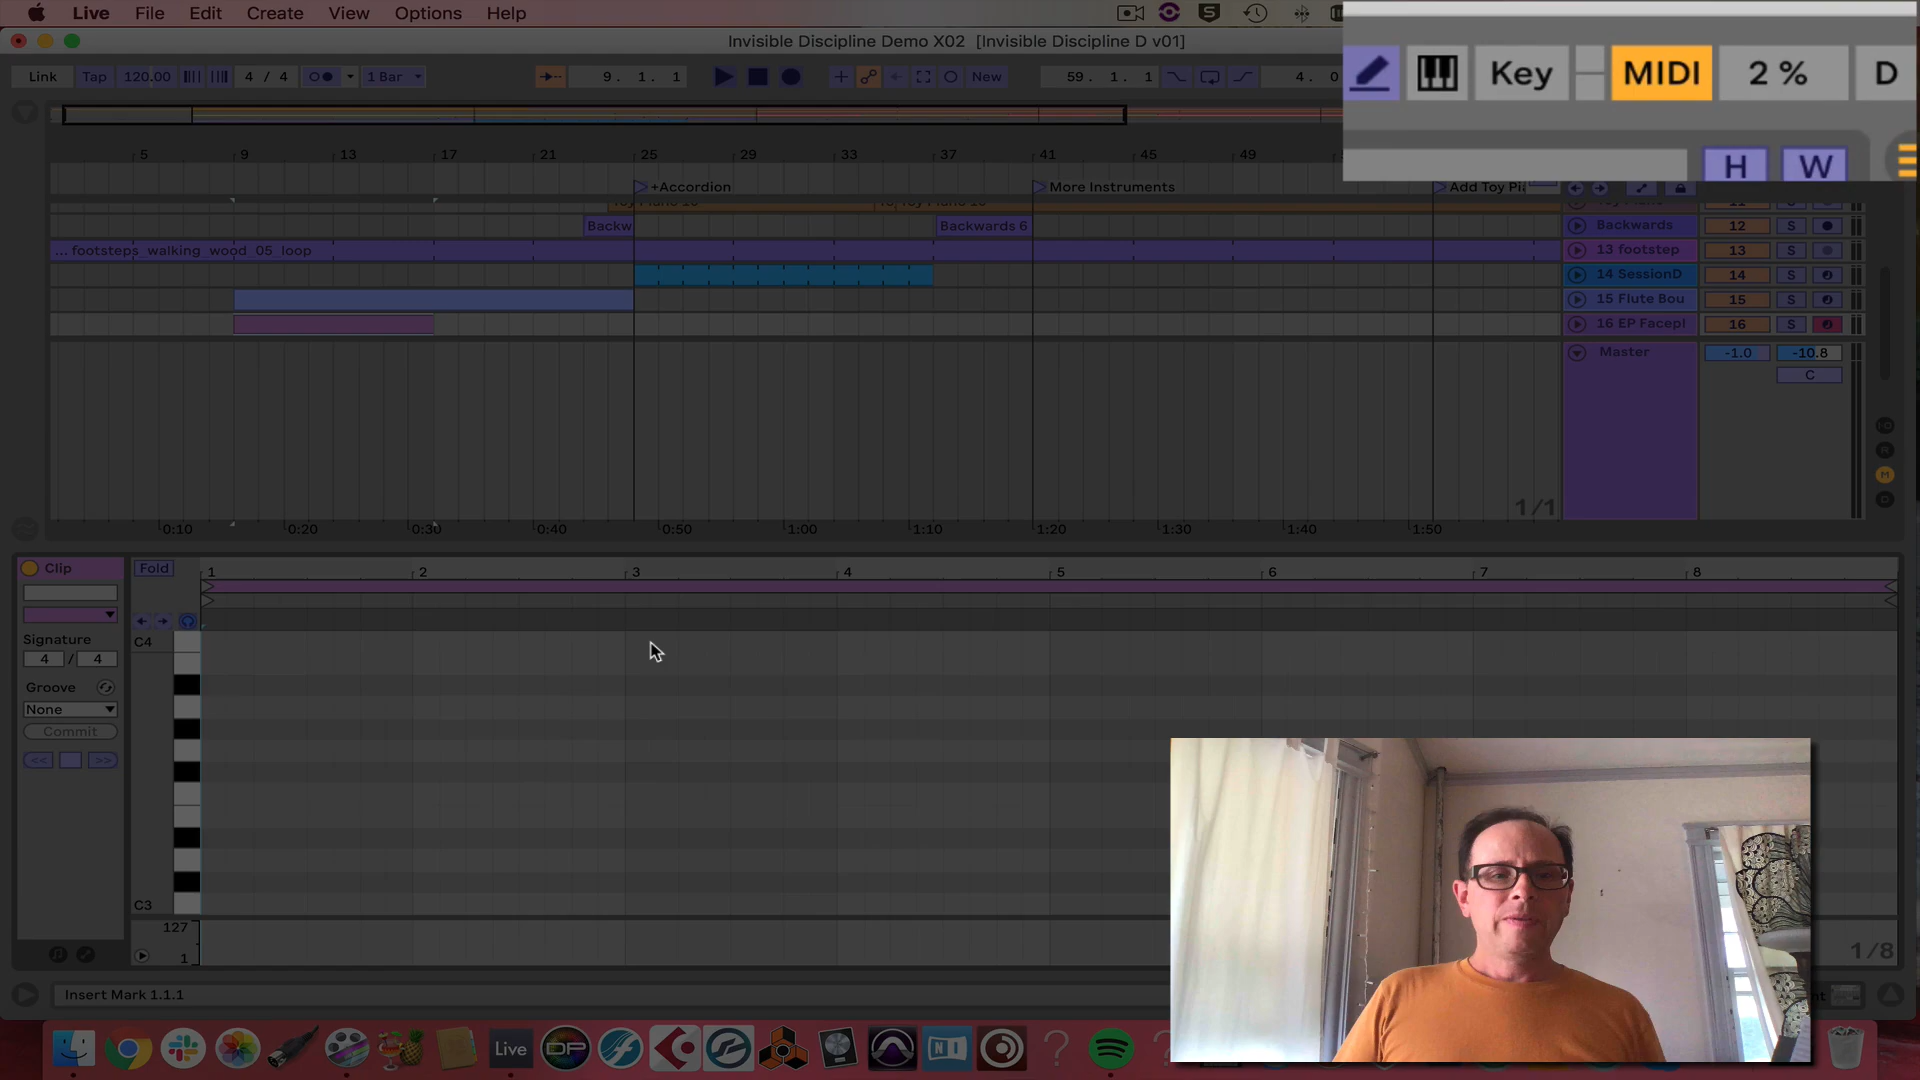 Live File Edit Create View Options Help
Invisible Discipline Demo X02 [Invisible Discipline D v01]
Link Tap 120.00 4 / 4 1 Bar 9. 1. 1 New 59. 1. 1 4. 0
Key MIDI 2 % D
H W
5 9 13 17 21 25 29 33 37 41 45 49
+Accordion More Instruments Add Toy Pi
Backw Backwards 6 Backwards 12 S
... footsteps_walking_wood_05_loop 13 footstep 13 S
14 SessionD 14 S
15 Flute Bou 15 S
16 EP Facepl 16 S
Master -1.0 -10.8
C
R
M
D
1/1
0:10 0:20 0:30 0:40 0:50 1:00 1:10 1:20 1:30 1:40 1:50
Clip Fold 1 2 3 4 5 6 7 8
Signature C4
4 / 4
Groove
None
Commit
<< >>
C3
127
1
1/8
Insert Mark 1.1.1
Live DP NI